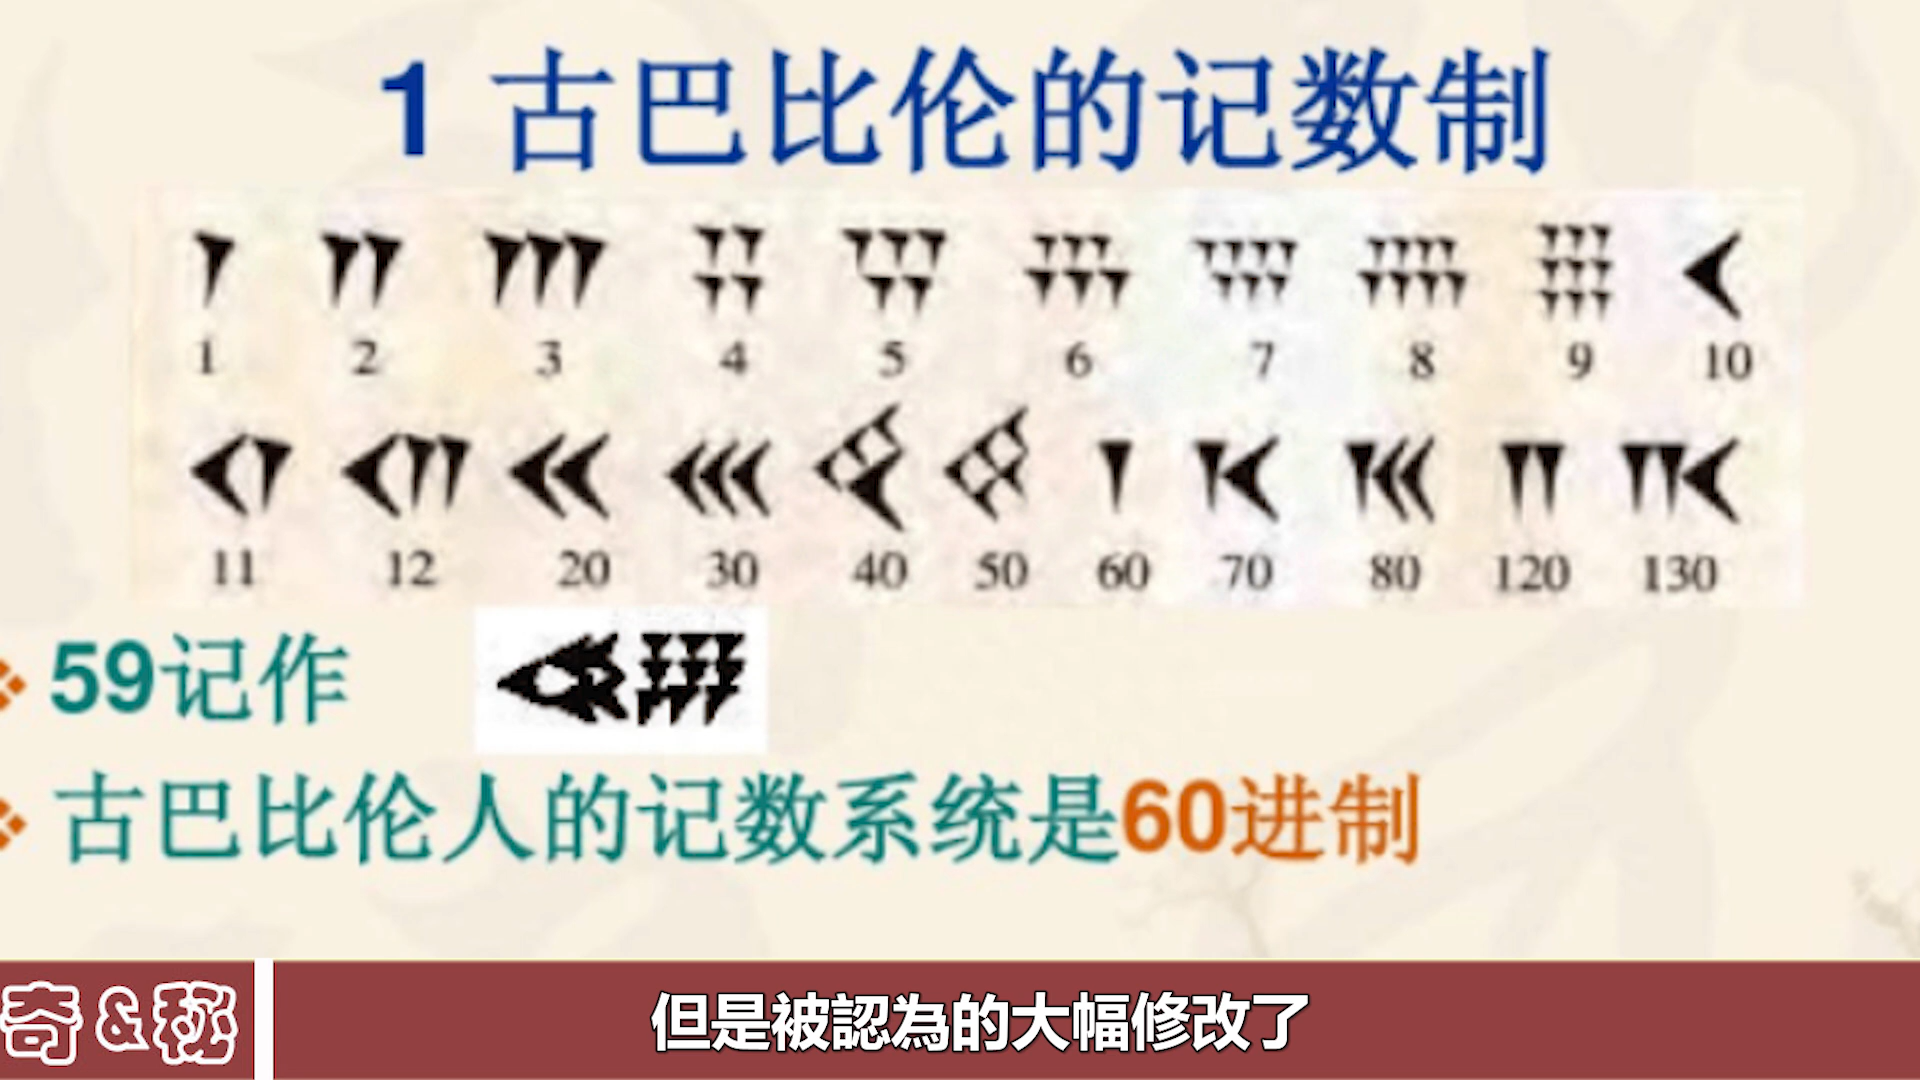 1 古巴比伦的记数制
1 2 3 4 5 6 7 8 9 10
11 12 20 30 40 50 60 70 80 120 130
59记作
古巴比伦人的记数系统是60进制
奇&秘
但是被認為的大幅修改了